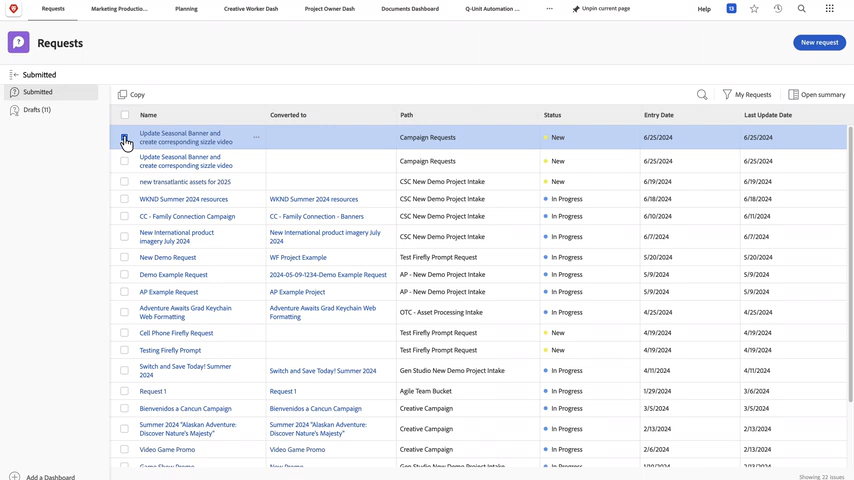 Requests Marketing Productio... Planning Creative Worker Dash Project Owner Dash Documents Dashboard Q-Unit Automation ... Unpin current page Help 13
Requests
New request
Submitted
Submitted
Drafts (11)
Copy My Requests Open summary
Name Converted to Path Status Entry Date Last Update Date
Update Seasonal Banner and
create corresponding sizzle video Campaign Requests New 6/25/2024 6/25/2024
Update Seasonal Banner and
create corresponding sizzle video Campaign Requests New 6/25/2024 6/25/2024
new transatlantic assets for 2025 CSC New Demo Project Intake New 6/19/2024 6/19/2024
WKND Summer 2024 resources WKND Summer 2024 resources CSC New Demo Project Intake In Progress 6/18/2024 6/18/2024
CC - Family Connection Campaign CC - Family Connection - Banners CSC New Demo Project Intake In Progress 6/10/2024 6/11/2024
New International product New International product imagery July
imagery July 2024 2024 CSC New Demo Project Intake In Progress 6/7/2024 6/7/2024
New Demo Request WF Project Example Test Firefly Prompt Request In Progress 5/20/2024 5/20/2024
Demo Example Request 2024-05-09-1234-Demo Example Request AP - New Demo Project Intake In Progress 5/9/2024 5/9/2024
AP Example Request AP Example Project AP - New Demo Project Intake In Progress 5/9/2024 5/9/2024
Adventure Awaits Grad Keychain Adventure Awaits Grad Keychain Web
Web Formatting Formatting OTC - Asset Processing Intake In Progress 4/25/2024 4/25/2024
Cell Phone Firefly Request Test Firefly Prompt Request New 4/19/2024 4/19/2024
Testing Firefly Prompt Test Firefly Prompt Request New 4/19/2024 4/19/2024
Switch and Save Today! Summer
2024 Switch and Save Today! Summer 2024 Gen Studio New Demo Project Intake In Progress 4/11/2024 4/11/2024
Request 1 Request 1 Agile Team Bucket In Progress 1/29/2024 3/6/2024
Bienvenidos a Cancun Campaign Bienvenidos a Cancun Campaign Creative Campaign In Progress 3/5/2024 3/5/2024
Summer 2024 "Alaskan Adventure: Summer 2024 "Alaskan Adventure:
Discover Nature's Majesty" Discover Nature's Majesty" Creative Campaign In Progress 2/13/2024 2/13/2024
Video Game Promo Video Game Promo Creative Campaign In Progress 2/6/2024 2/13/2024
Game Show Promo New Promo Gen Studio New Demo Project Intake In Progress
Add a Dashboard Showing 22 issues